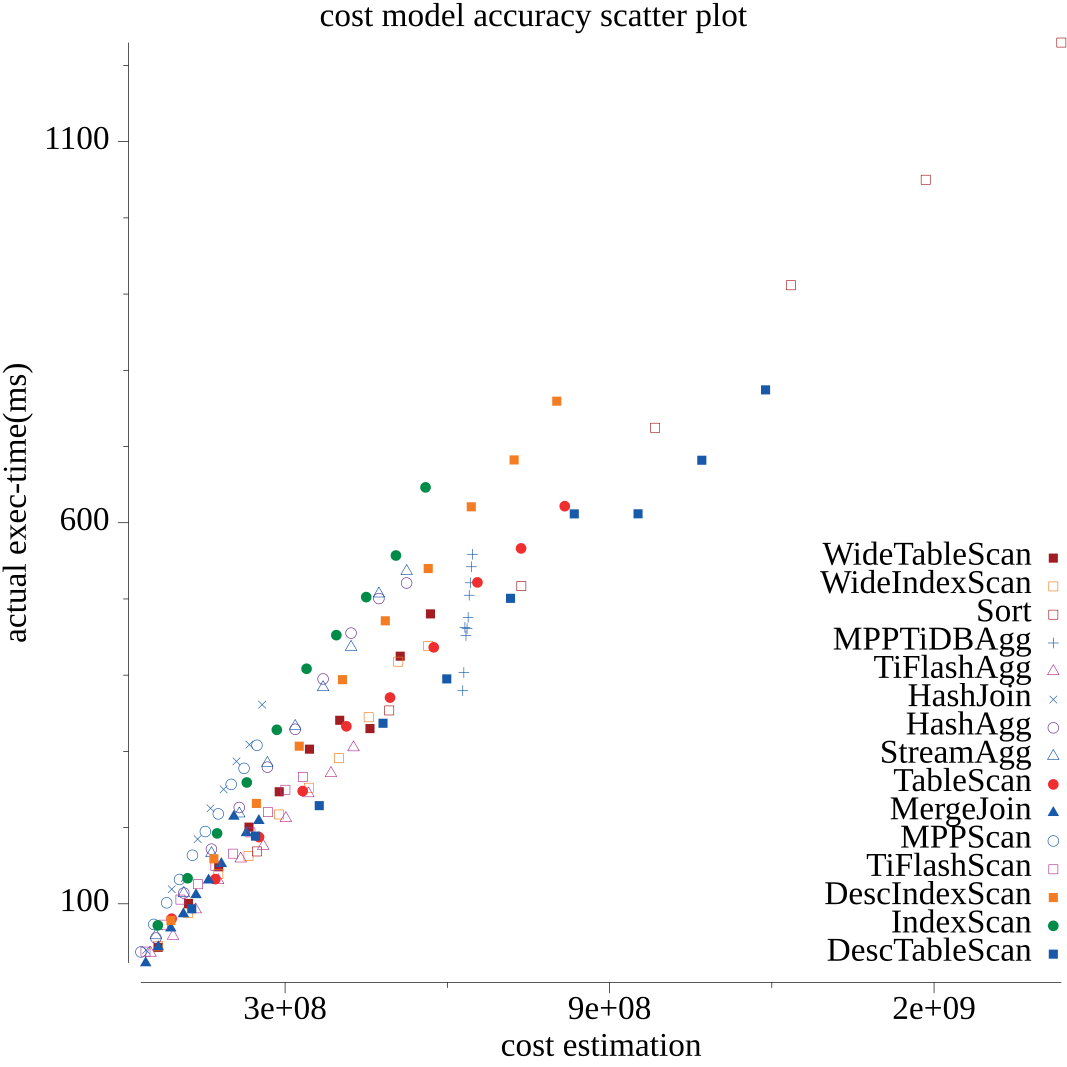 cost model accuracy scatter plot
1100
600
100
actual exec-time(ms)
WideTableScan
WideIndexScan
Sort
MPPTiDBAgg
TiFlashAgg
HashJoin
HashAgg
StreamAgg
TableScan
MergeJoin
MPPScan
TiFlashScan
DescIndexScan
IndexScan
DescTableScan
3e+08 9e+08 2e+09
cost estimation